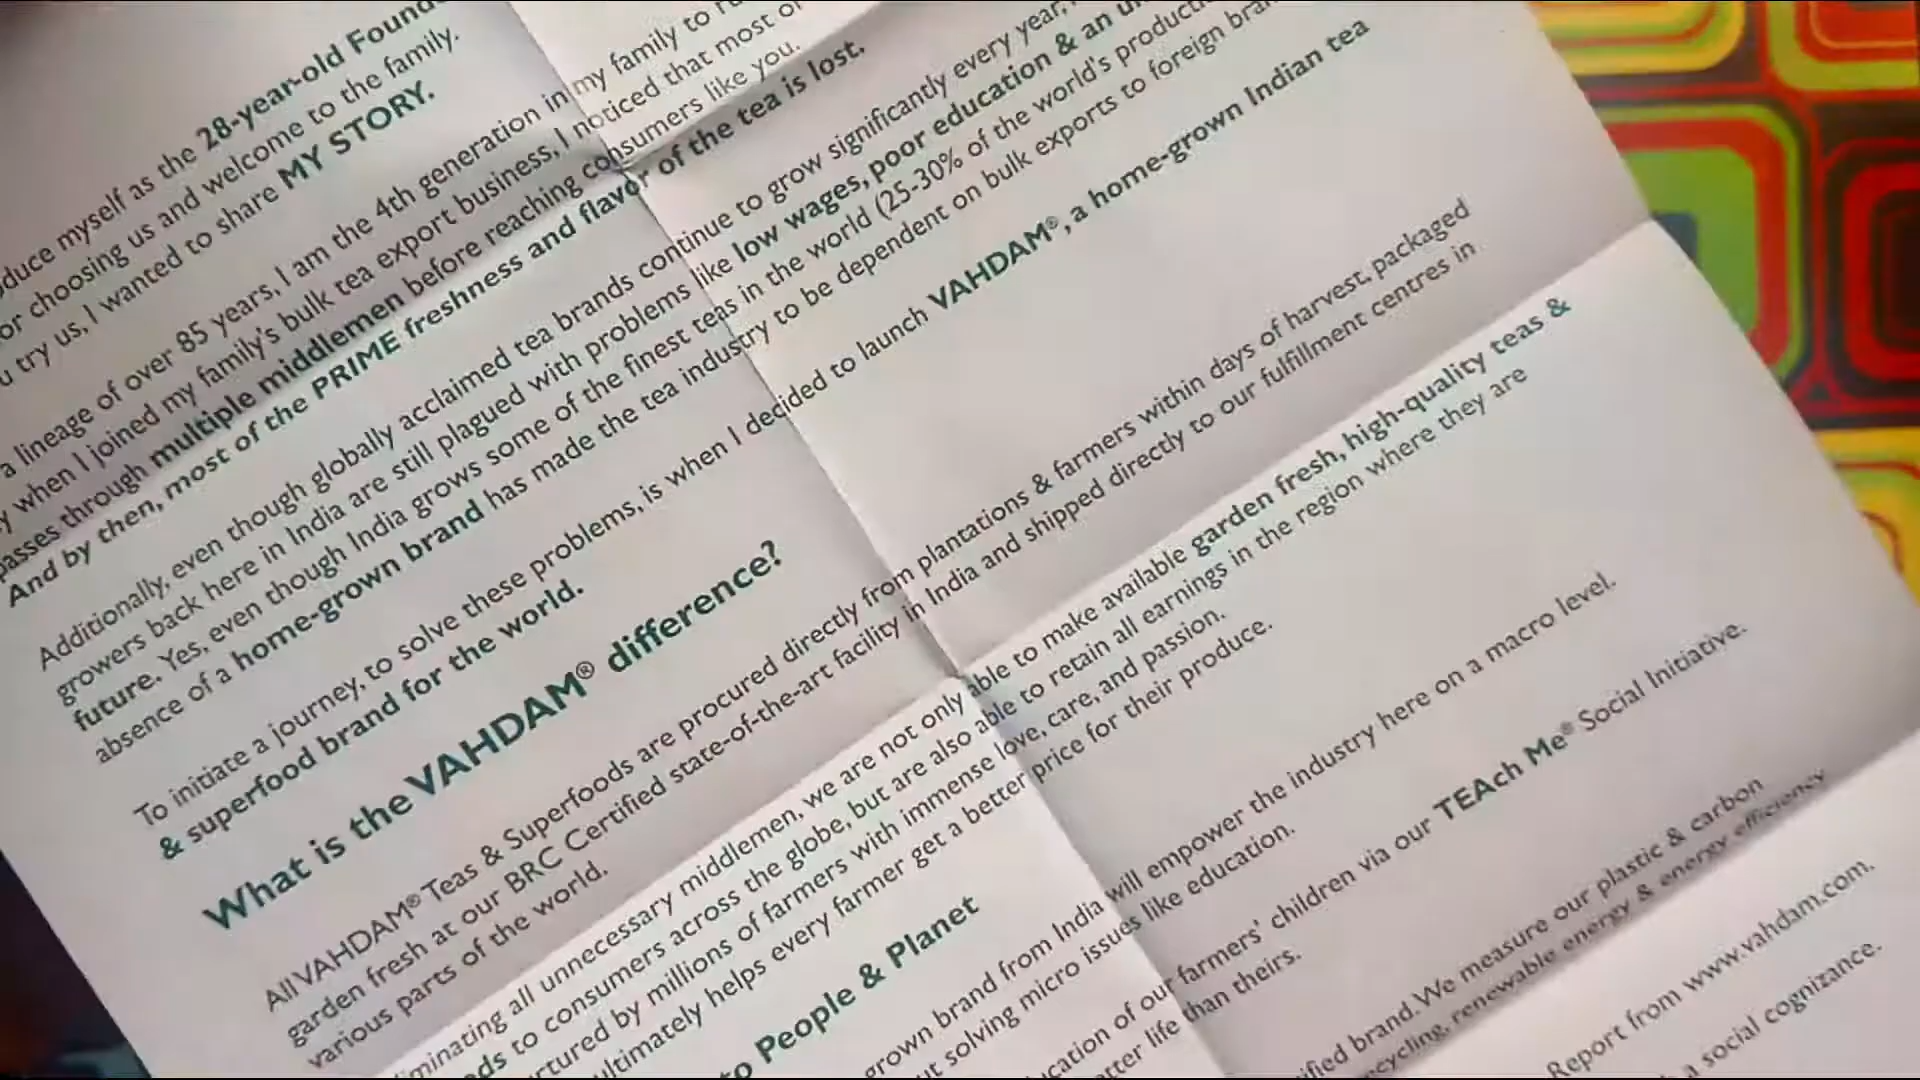 duce myself as the 28-year-old Found
or choosing us and welcome to the family.
u try us, I wanted to share MY STORY.
a lineage of over 85 years, I am the 4th generation in my family to
y when I joined my family's bulk tea export business, I noticed that most of
passes through multiple middlemen before reaching consumers like you.
And by then, most of the PRIME freshness and flavor of the tea is lost.
Additionally, even though globally acclaimed tea brands continue to grow significantly every year,
growers back here in India are still plagued with problems like low wages, poor education & an un
future. Yes, even though India grows some of the finest teas in the world (25-30% of the world's producti
absence of a home-grown brand has made the tea industry to be dependent on bulk exports to foreign bran
To initiate a journey, to solve these problems, is when I decided to launch VAHDAM®, a home-grown Indian tea
& superfood brand for the world.
What is the VAHDAM® difference?
All VAHDAM® Teas & Superfoods are procured directly from plantations & farmers within days of harvest, packaged
garden fresh at our BRC Certified state-of-the-art facility in India and shipped directly to our fulfillment centres in
various parts of the world.
minating all unnecessary middlemen, we are not only able to make available garden fresh, high-quality teas &
ds to consumers across the globe, but are also able to retain all earnings in the region where they are
rtured by millions of farmers with immense love, care, and passion.
ultimately helps every farmer get a better price for their produce.
to People & Planet
grown brand from India will empower the industry here on a macro level.
ut solving micro issues like education.
ucation of our farmers' children via our TEAch Me® Social Initiative.
tter life than theirs.
ified brand. We measure our plastic & carbon
cycling, renewable energy & energy efficiency
Report from www.vahdam.com.
a social cognizance.